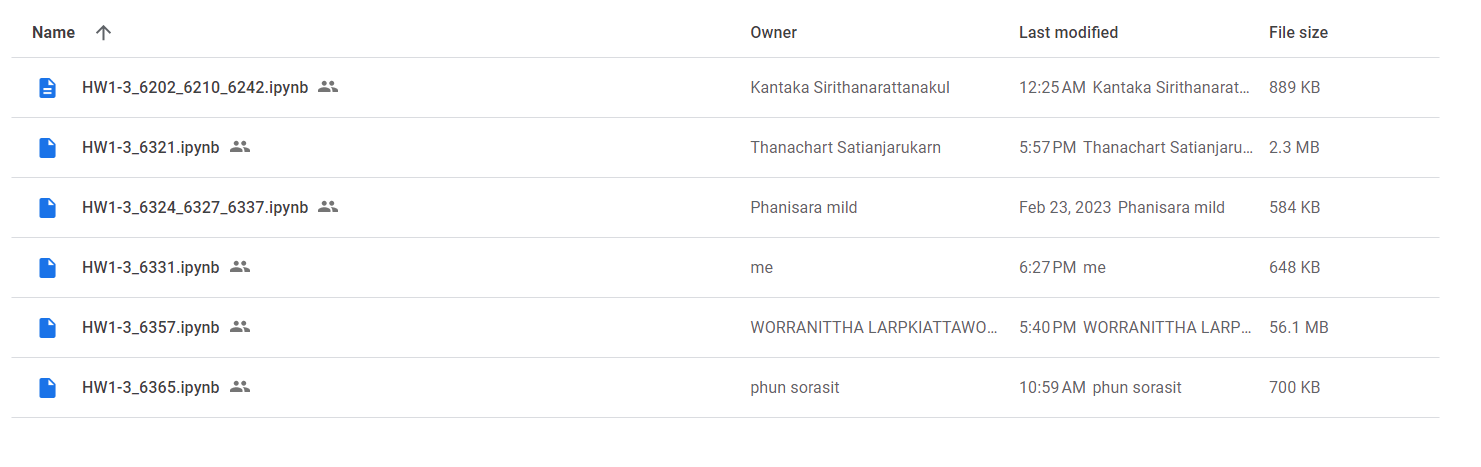 Name Owner Last modified File size
HW1-3_6202_6210_6242.ipynb Kantaka Sirithanarattanakul 12:25 AM Kantaka Sirithanarat... 889 KB
HW1-3_6321.ipynb Thanachart Satianjarukarn 5:57 PM Thanachart Satianjaru... 2.3 MB
HW1-3_6324_6327_6337.ipynb Phanisara mild Feb 23, 2023 Phanisara mild 584 KB
HW1-3_6331.ipynb me 6:27 PM me 648 KB
HW1-3_6357.ipynb WORRANITTHA LARPKIATTAWO... 5:40 PM WORRANITTHA LARP... 56.1 MB
HW1-3_6365.ipynb phun sorasit 10:59 AM phun sorasit 700 KB